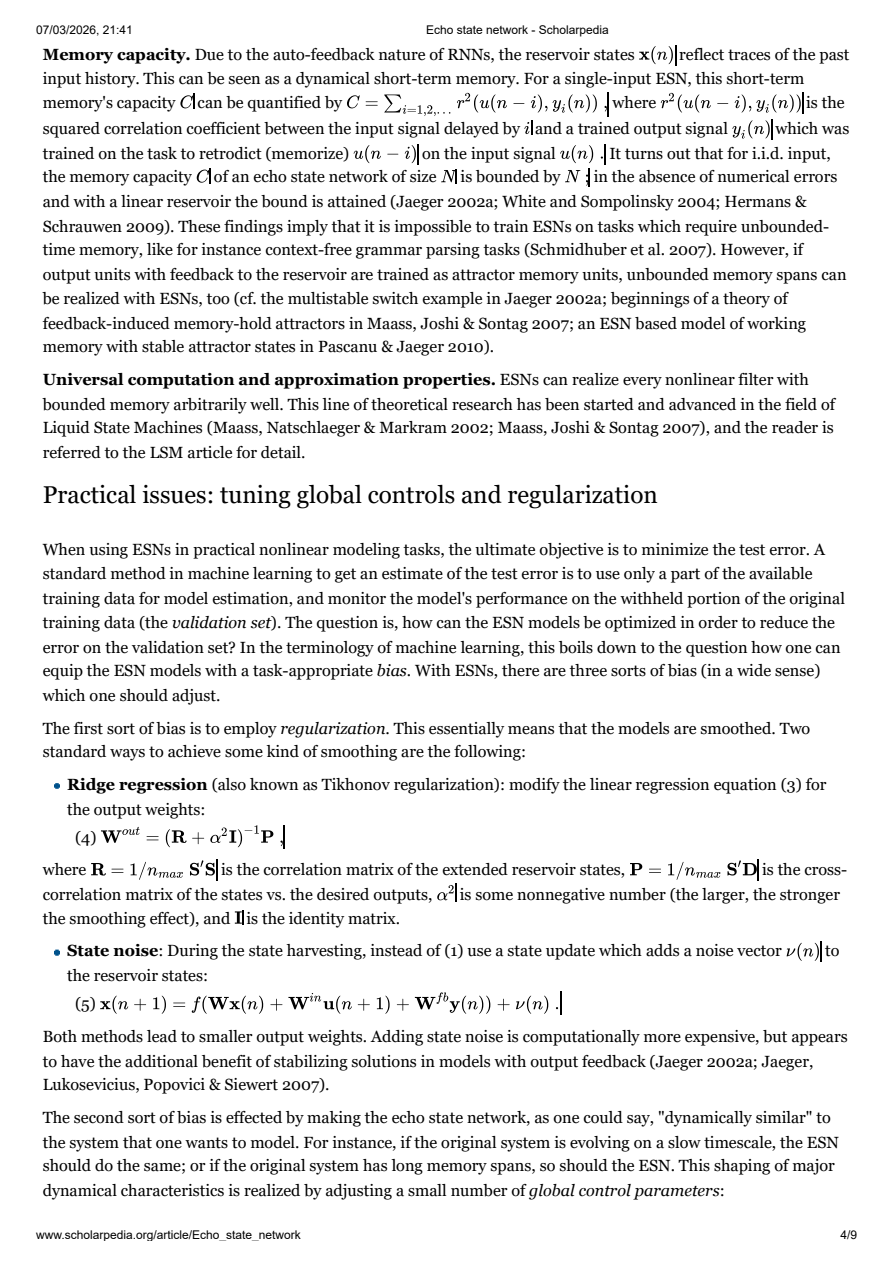 07/03/2026, 21:41 Echo state network - Scholarpedia
Memory capacity. Due to the auto-feedback nature of RNNs, the reservoir states x(n) reflect traces of the past
input history. This can be seen as a dynamical short-term memory. For a single-input ESN, this short-term
memory's capacity C can be quantified by C = ∑i=1,2,… r²(u(n − i), yᵢ(n)) , where r²(u(n − i), yᵢ(n)) is the
squared correlation coefficient between the input signal delayed by i and a trained output signal yᵢ(n) which was
trained on the task to retrodict (memorize) u(n − i) on the input signal u(n) . It turns out that for i.i.d. input,
the memory capacity C of an echo state network of size N is bounded by N ; in the absence of numerical errors
and with a linear reservoir the bound is attained (Jaeger 2002a; White and Sompolinsky 2004; Hermans &
Schrauwen 2009). These findings imply that it is impossible to train ESNs on tasks which require unbounded-
time memory, like for instance context-free grammar parsing tasks (Schmidhuber et al. 2007). However, if
output units with feedback to the reservoir are trained as attractor memory units, unbounded memory spans can
be realized with ESNs, too (cf. the multistable switch example in Jaeger 2002a; beginnings of a theory of
feedback-induced memory-hold attractors in Maass, Joshi & Sontag 2007; an ESN based model of working
memory with stable attractor states in Pascanu & Jaeger 2010).
Universal computation and approximation properties. ESNs can realize every nonlinear filter with
bounded memory arbitrarily well. This line of theoretical research has been started and advanced in the field of
Liquid State Machines (Maass, Natschlaeger & Markram 2002; Maass, Joshi & Sontag 2007), and the reader is
referred to the LSM article for detail.
Practical issues: tuning global controls and regularization
When using ESNs in practical nonlinear modeling tasks, the ultimate objective is to minimize the test error. A
standard method in machine learning to get an estimate of the test error is to use only a part of the available
training data for model estimation, and monitor the model's performance on the withheld portion of the original
training data (the validation set). The question is, how can the ESN models be optimized in order to reduce the
error on the validation set? In the terminology of machine learning, this boils down to the question how one can
equip the ESN models with a task-appropriate bias. With ESNs, there are three sorts of bias (in a wide sense)
which one should adjust.
The first sort of bias is to employ regularization. This essentially means that the models are smoothed. Two
standard ways to achieve some kind of smoothing are the following:
• Ridge regression (also known as Tikhonov regularization): modify the linear regression equation (3) for
the output weights:
(4) Wᵒᵘᵗ = (R + α²I)⁻¹P ,
where R = 1/nₘₐₓ S′S is the correlation matrix of the extended reservoir states, P = 1/nₘₐₓ S′D is the cross-
correlation matrix of the states vs. the desired outputs, α² is some nonnegative number (the larger, the stronger
the smoothing effect), and I is the identity matrix.
• State noise: During the state harvesting, instead of (1) use a state update which adds a noise vector ν(n) to
the reservoir states:
(5) x(n + 1) = f(Wx(n) + Wⁱⁿu(n + 1) + Wᶠᵇy(n)) + ν(n) .
Both methods lead to smaller output weights. Adding state noise is computationally more expensive, but appears
to have the additional benefit of stabilizing solutions in models with output feedback (Jaeger 2002a; Jaeger,
Lukosevicius, Popovici & Siewert 2007).
The second sort of bias is effected by making the echo state network, as one could say, "dynamically similar" to
the system that one wants to model. For instance, if the original system is evolving on a slow timescale, the ESN
should do the same; or if the original system has long memory spans, so should the ESN. This shaping of major
dynamical characteristics is realized by adjusting a small number of global control parameters:
www.scholarpedia.org/article/Echo_state_network 4/9